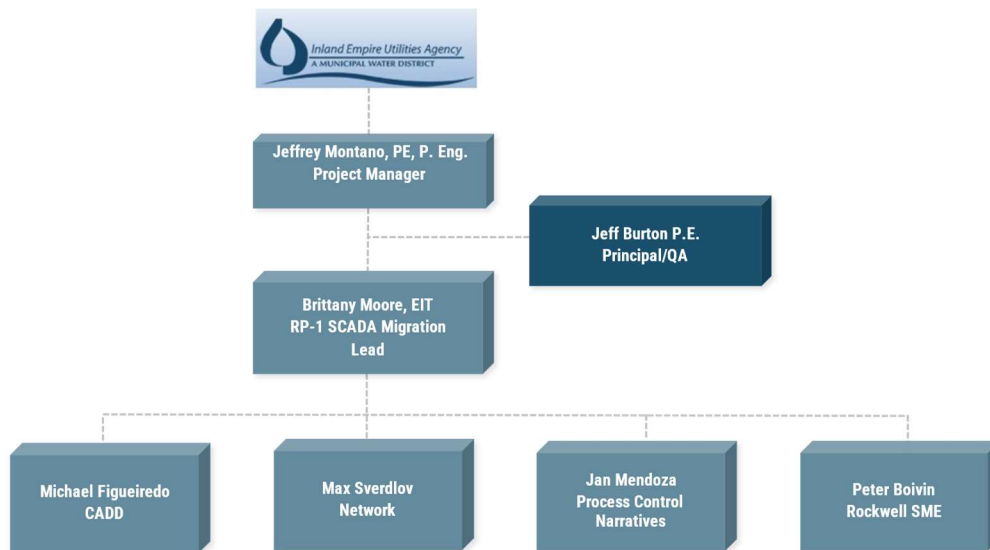 Inland Empire Utilities Agency
A MUNICIPAL WATER DISTRICT
Jeffrey Montano, PE, P. Eng.
Project Manager
Jeff Burton P.E.
Principal/QA
Brittany Moore, EIT
RP-1 SCADA Migration
Lead
Michael Figueiredo
CADD
Max Sverdlov
Network
Jan Mendoza
Process Control
Narratives
Peter Boivin
Rockwell SME